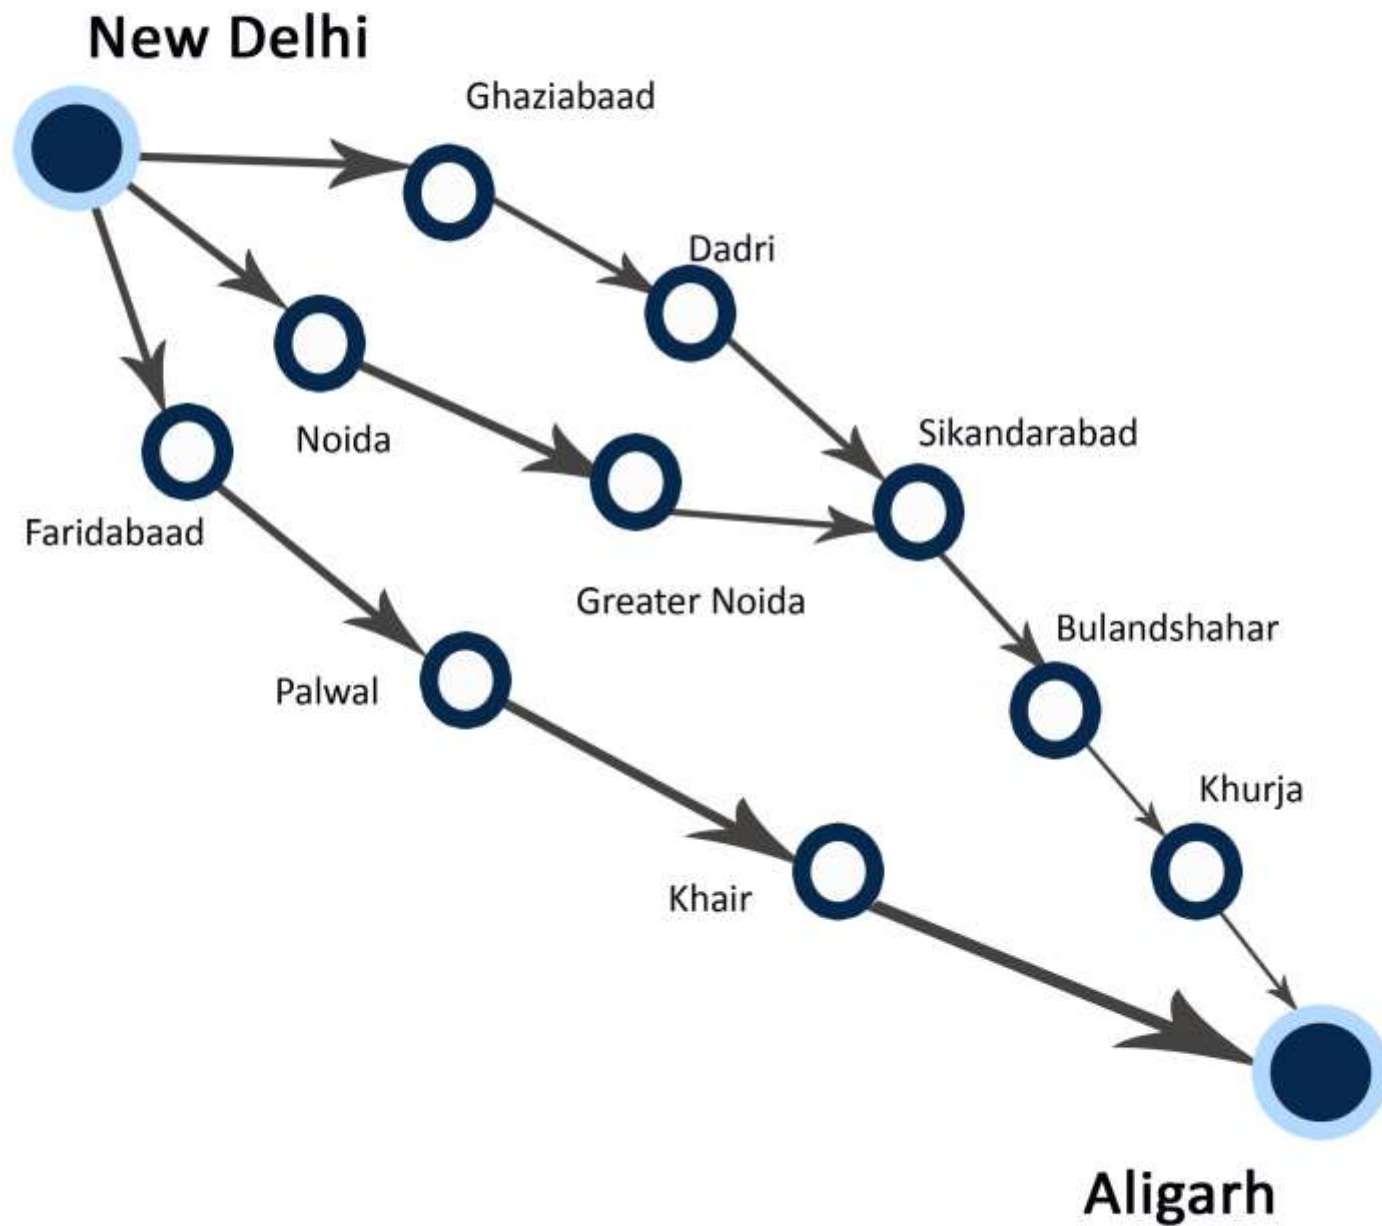 New Delhi
Ghaziabaad
Dadri
Sikandarabad
Noida
Faridabaad
Greater Noida
Bulandshahar
Palwal
Khurja
Khair
Aligarh